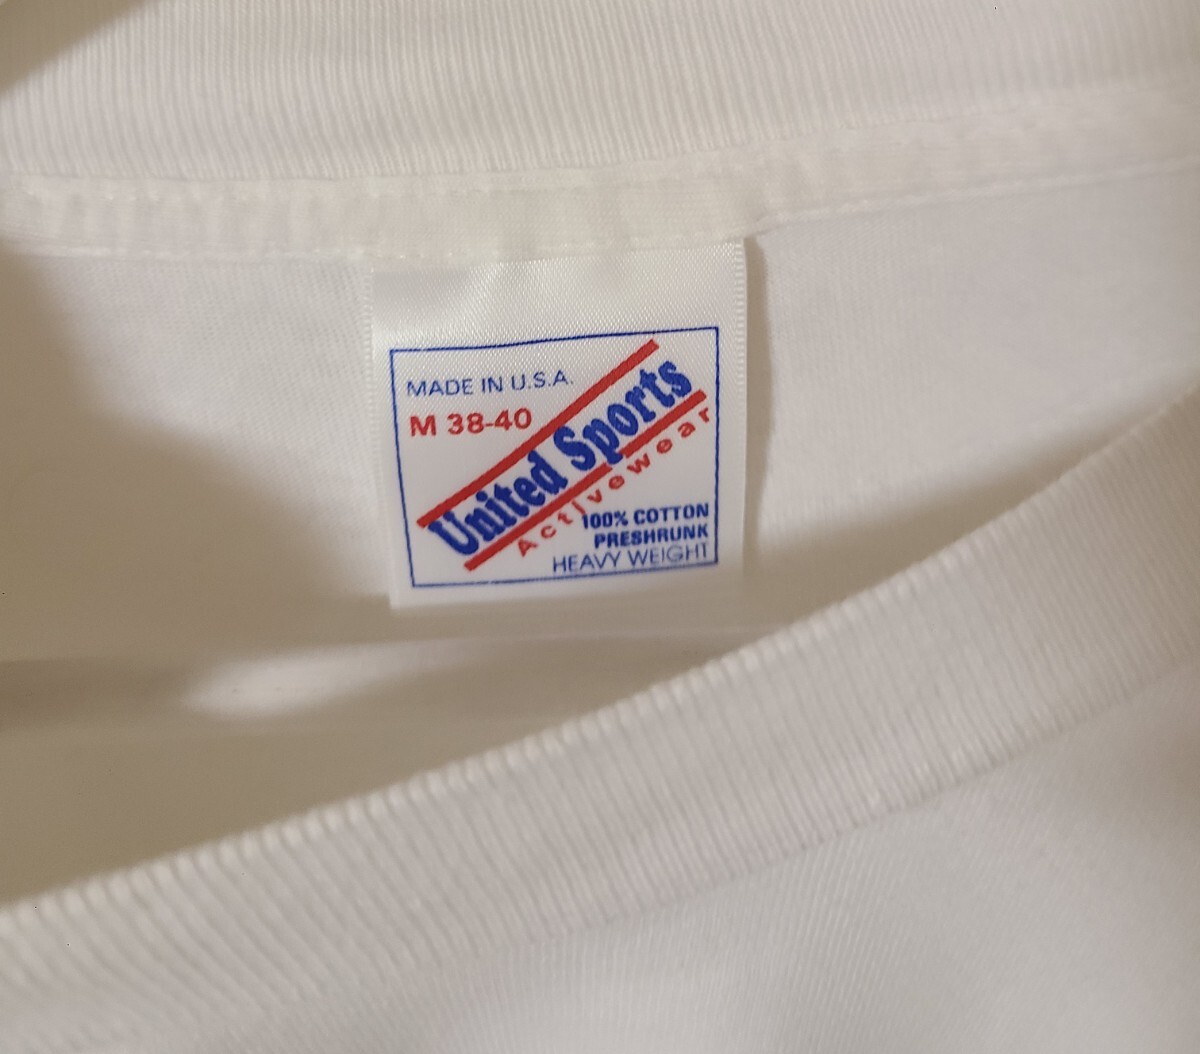 MADE IN U.S.A.
M 38-40
United Sports
Activewear
100% COTTON
PRESHRUNK
HEAVY WEIGHT